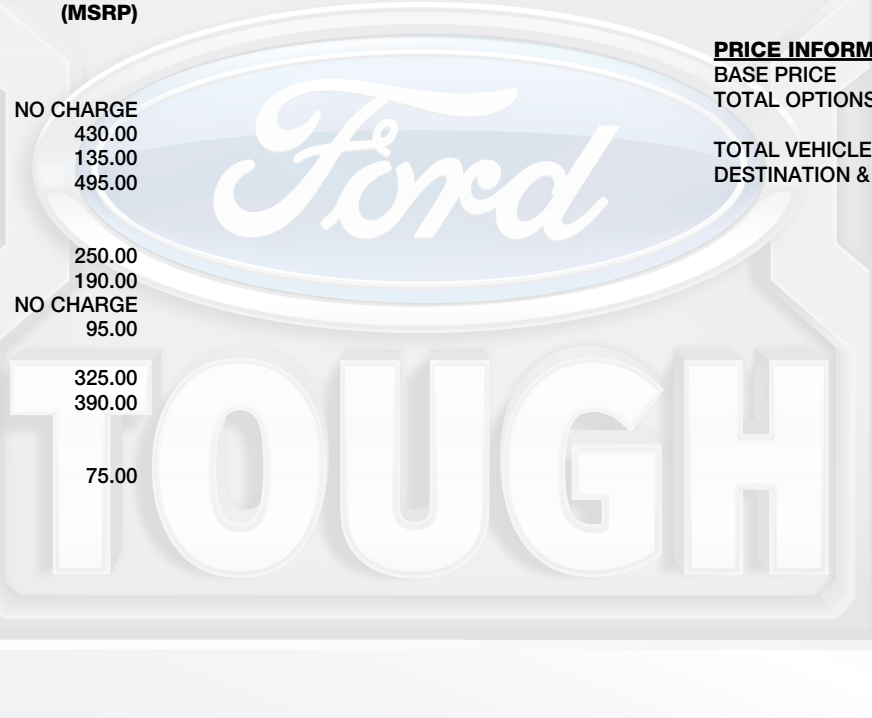 (MSRP)
NO CHARGE
430.00
135.00
495.00
250.00
190.00
NO CHARGE
95.00
325.00
390.00
75.00
PRICE INFORM
BASE PRICE
TOTAL OPTIONS
TOTAL VEHICLE
DESTINATION &
Ford
TOUGH